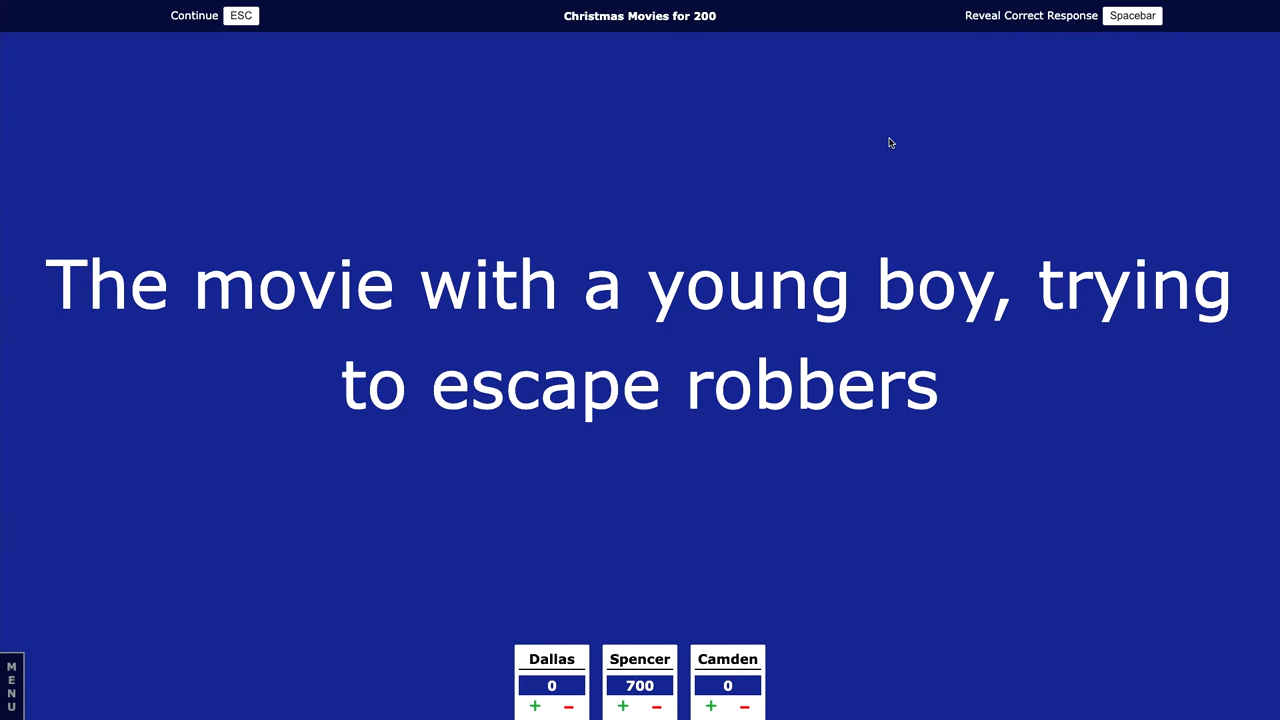 Continue ESC Christmas Movies for 200 Reveal Correct Response Spacebar
The movie with a young boy, trying
to escape robbers
MENU
Dallas Spencer Camden
0 700 0
+ − + − + −